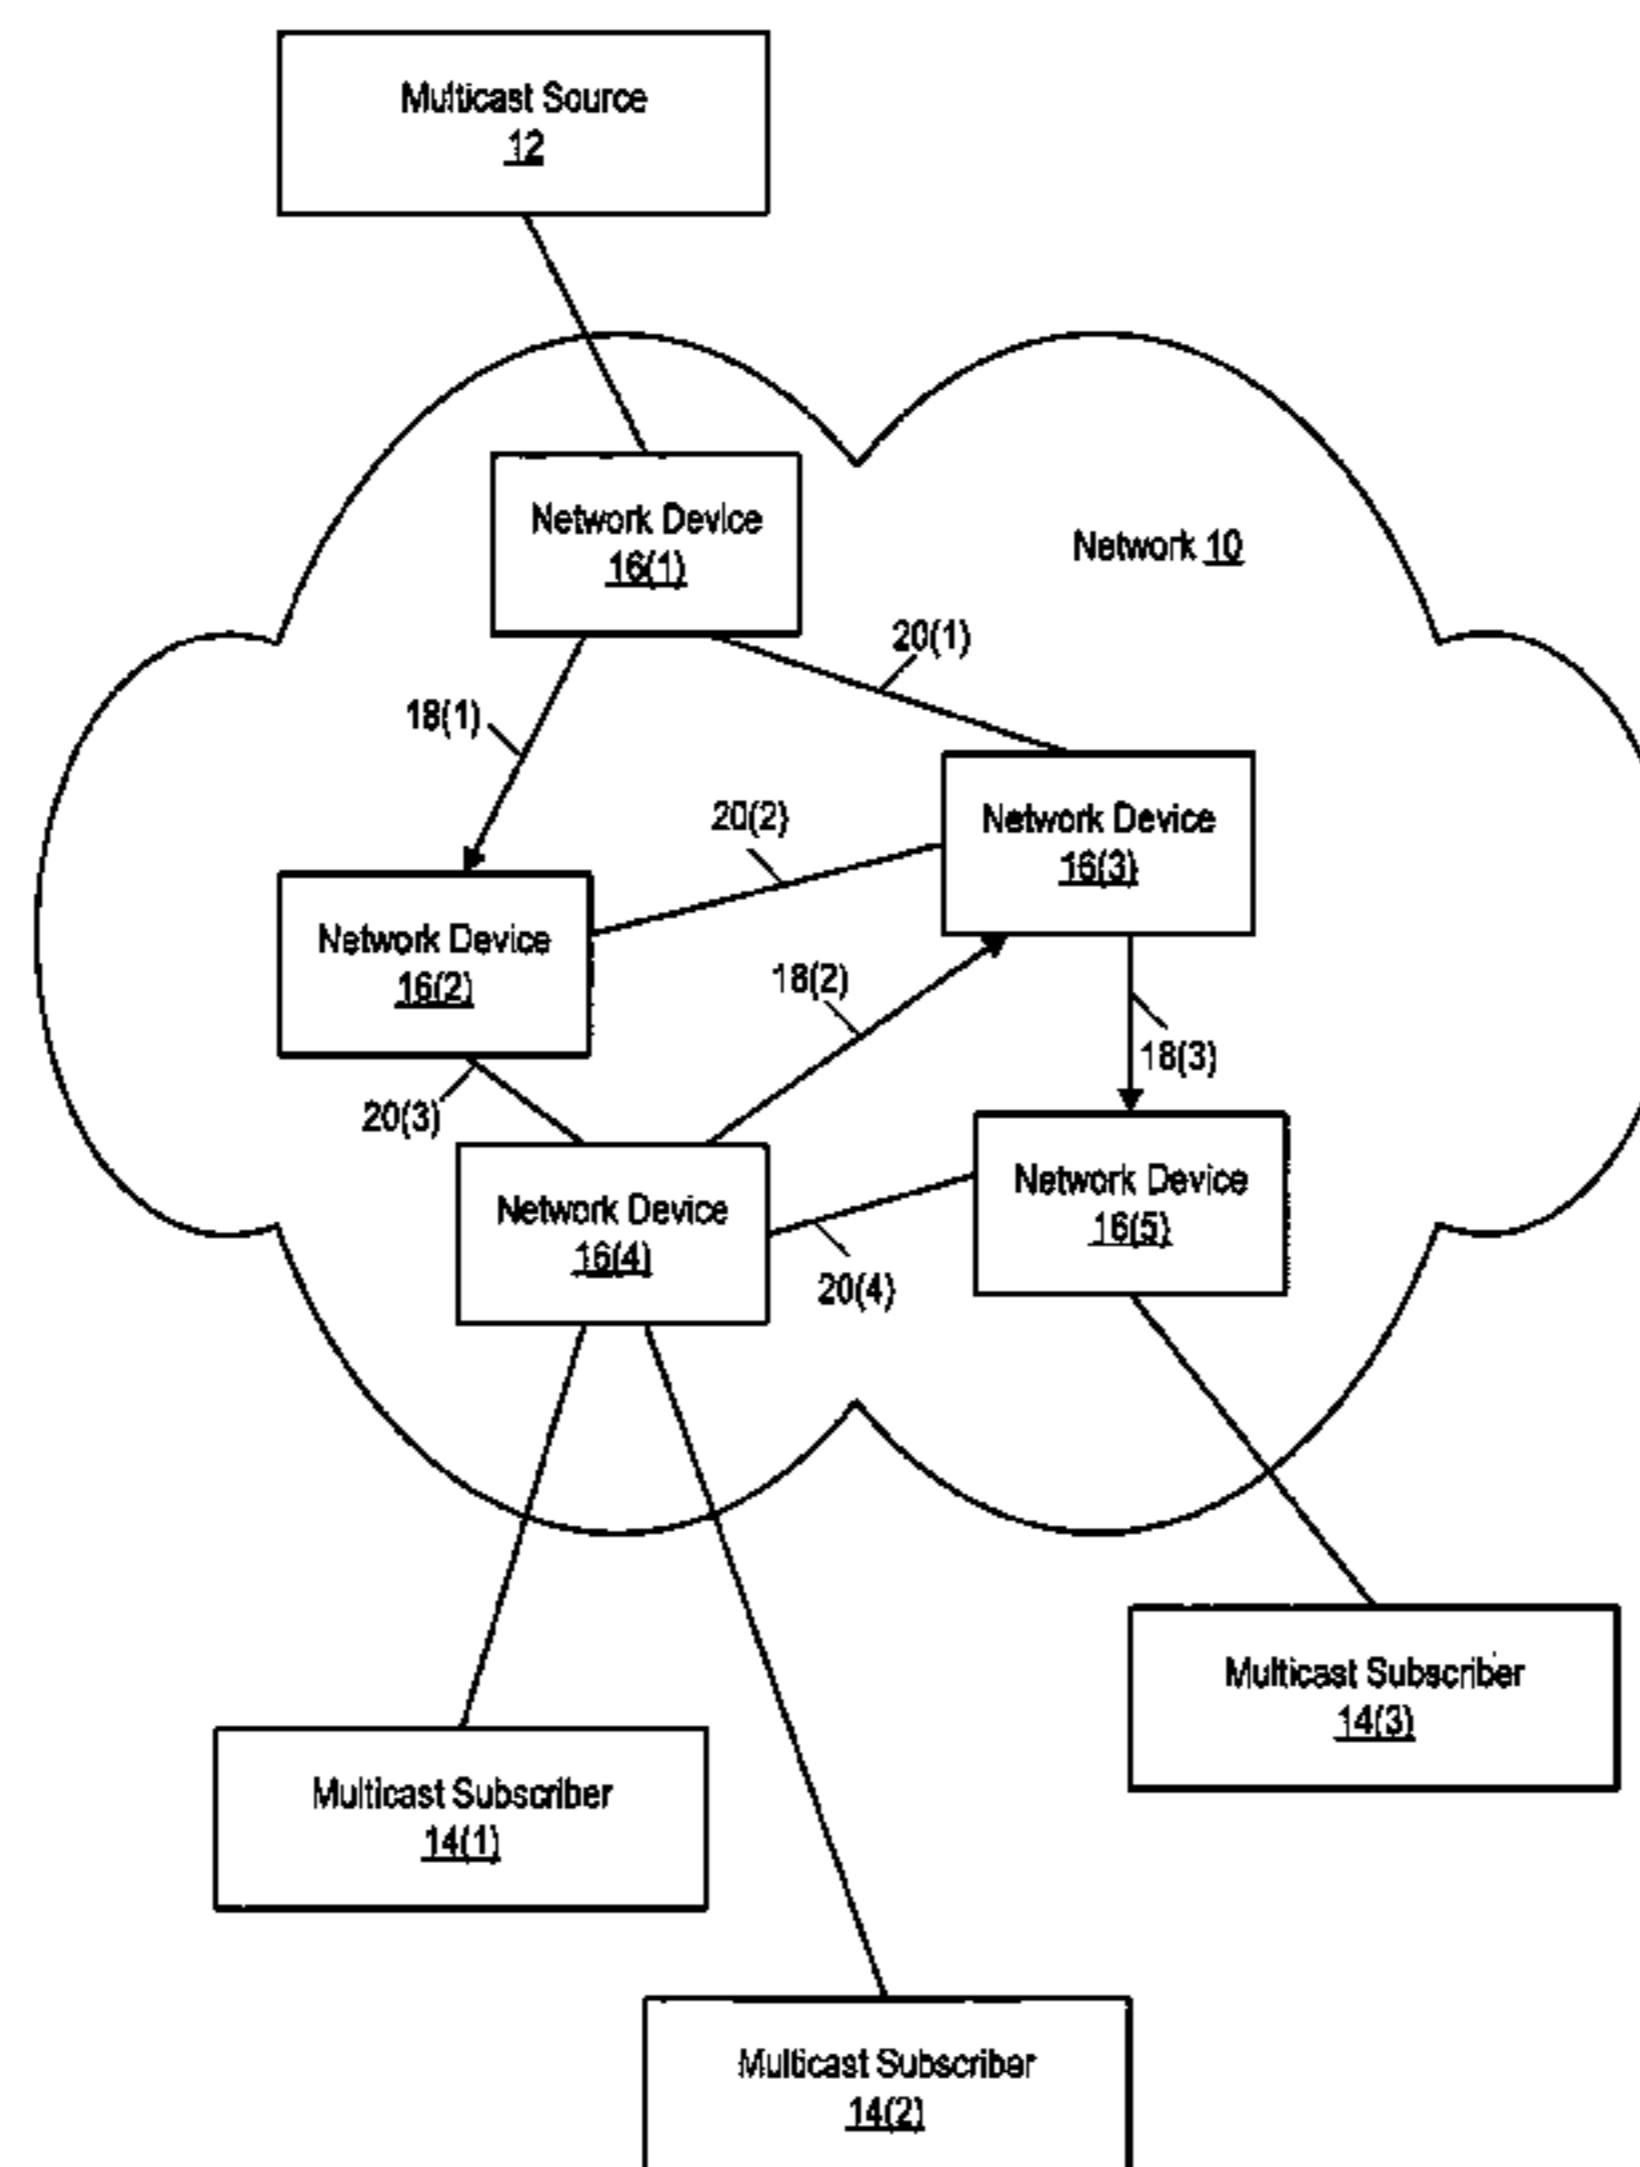 Multicast Source
12
Network Device
16(1)
Network 10
20(1)
18(1)
20(2)
Network Device
16(3)
Network Device
16(2)
18(2)
18(3)
20(3)
Network Device
16(5)
Network Device
16(4)
20(4)
Multicast Subscriber
14(3)
Multicast Subscriber
14(1)
Multicast Subscriber
14(2)